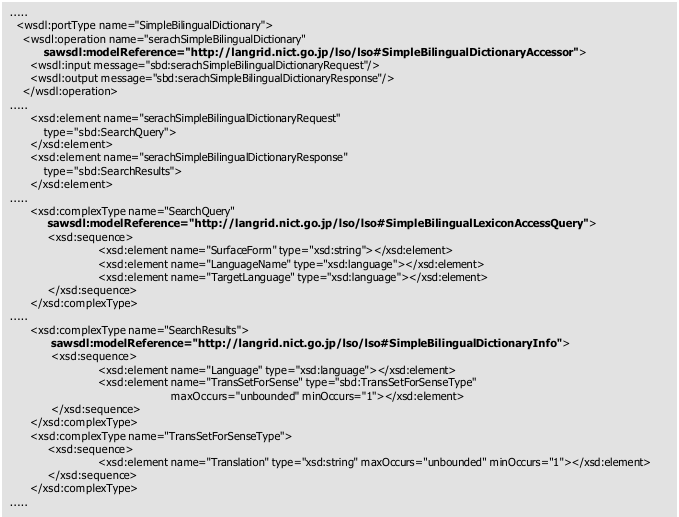 .....
<wsdl:portType name="SimpleBilingualDictionary">
<wsdl:operation name="serachSimpleBilingualDictionary"
sawsdl:modelReference="http://langrid.nict.go.jp/lso/lso#SimpleBilingualDictionaryAccessor">
<wsdl:input message="sbd:serachSimpleBilingualDictionaryRequest"/>
<wsdl:output message="sbd:serachSimpleBilingualDictionaryResponse"/>
</wsdl:operation>
.....
<xsd:element name="serachSimpleBilingualDictionaryRequest"
type="sbd:SearchQuery">
</xsd:element>
<xsd:element name="serachSimpleBilingualDictionaryResponse"
type="sbd:SearchResults">
</xsd:element>
.....
<xsd:complexType name="SearchQuery"
sawsdl:modelReference="http://langrid.nict.go.jp/lso/lso#SimpleBilingualLexiconAccessQuery">
<xsd:sequence>
<xsd:element name="SurfaceForm" type="xsd:string"></xsd:element>
<xsd:element name="LanguageName" type="xsd:language"></xsd:element>
<xsd:element name="TargetLanguage" type="xsd:language"></xsd:element>
</xsd:sequence>
</xsd:complexType>
.....
<xsd:complexType name="SearchResults">
sawsdl:modelReference="http://langrid.nict.go.jp/lso/lso#SimpleBilingualDictionaryInfo">
<xsd:sequence>
<xsd:element name="Language" type="xsd:language"></xsd:element>
<xsd:element name="TransSetForSense" type="sbd:TransSetForSenseType"
maxOccurs="unbounded" minOccurs="1"></xsd:element>
</xsd:sequence>
</xsd:complexType>
<xsd:complexType name="TransSetForSenseType">
<xsd:sequence>
<xsd:element name="Translation" type="xsd:string" maxOccurs="unbounded" minOccurs="1"></xsd:element>
</xsd:sequence>
</xsd:complexType>
.....